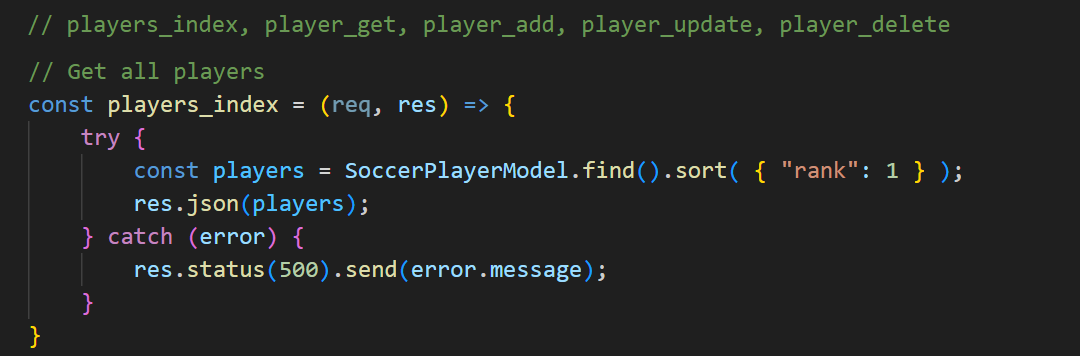 // players_index, player_get, player_add, player_update, player_delete
// Get all players
const players_index = (req, res) => {
    try {
        const players = SoccerPlayerModel.find().sort( { "rank": 1 } );
        res.json(players);
    } catch (error) {
        res.status(500).send(error.message);
    }
}